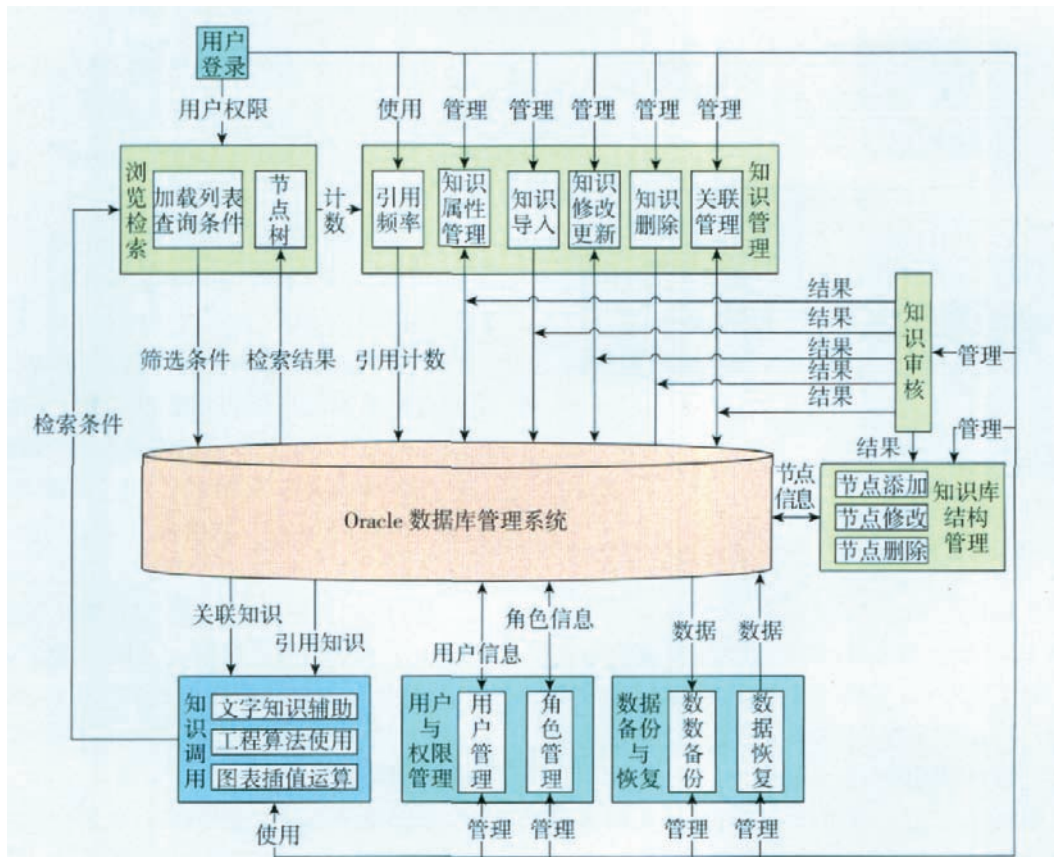 用户
登录
用户权限
使用
管理
管理
管理
管理
管理
浏览检索
加载列表
查询条件
节点树
计数
引用
频率
知识
属性
管理
知识
导入
知识
修改
更新
知识
删除
关联
管理
知识管理
结果
结果
结果
结果
结果
知识审核
管理
筛选条件
检索结果
引用计数
检索条件
管理
结果
节点
信息
节点添加
节点修改
节点删除
知识库
结构
管理
Oracle 数据库管理系统
关联知识
引用知识
用户信息
角色信息
数据
数据
知识调用
文字知识辅助
工程算法使用
图表插值运算
用户
与
权限
管理
用户管理
角色管理
数据
备份
与
恢复
数数备份
数据恢复
使用
管理
管理
管理
管理